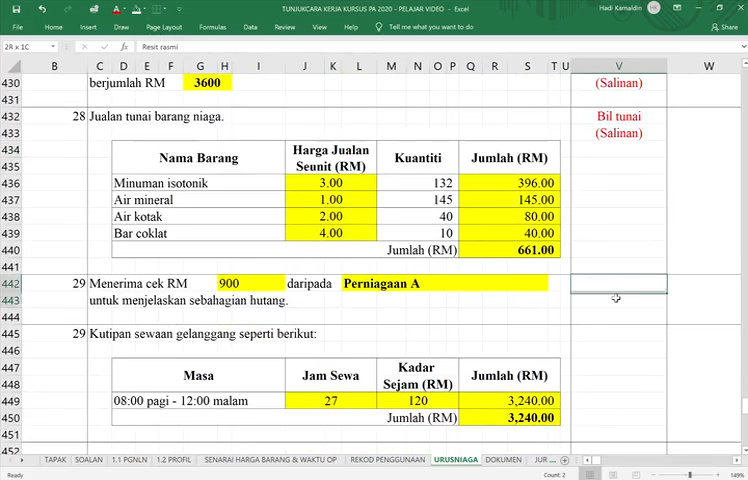 TUNJUKCARA KERJA KURSUS PA 2020 - PELAJAR VIDEO - Excel
Hadi Kamaldin HK
File Home Insert Draw Page Layout Formulas Data Review View Help Tell me what you want to do Share
2R x 1C fx Resit rasmi
B C D E F G H I J K L M N O P Q R S T U V W
430 berjumlah RM 3600 (Salinan)
431
432 28 Jualan tunai barang niaga. Bil tunai
433 (Salinan)
434 Nama Barang Harga Jualan Kuantiti Jumlah (RM)
435 Seunit (RM)
436 Minuman isotonik 3.00 132 396.00
437 Air mineral 1.00 145 145.00
438 Air kotak 2.00 40 80.00
439 Bar coklat 4.00 10 40.00
440 Jumlah (RM) 661.00
441
442 29 Menerima cek RM 900 daripada Perniagaan A
443 untuk menjelaskan sebahagian hutang.
444
445 29 Kutipan sewaan gelanggang seperti berikut:
446
447 Masa Jam Sewa Kadar Jumlah (RM)
448 Sejam (RM)
449 08:00 pagi - 12:00 malam 27 120 3,240.00
450 Jumlah (RM) 3,240.00
451
452
TAPAK SOALAN 1.1 PGNLN 1.2 PROFIL SENARAI HARGA BARANG & WAKTU OP REKOD PENGGUNAAN URUSNIAGA DOKUMEN JUR ...
Ready Count: 2 149%